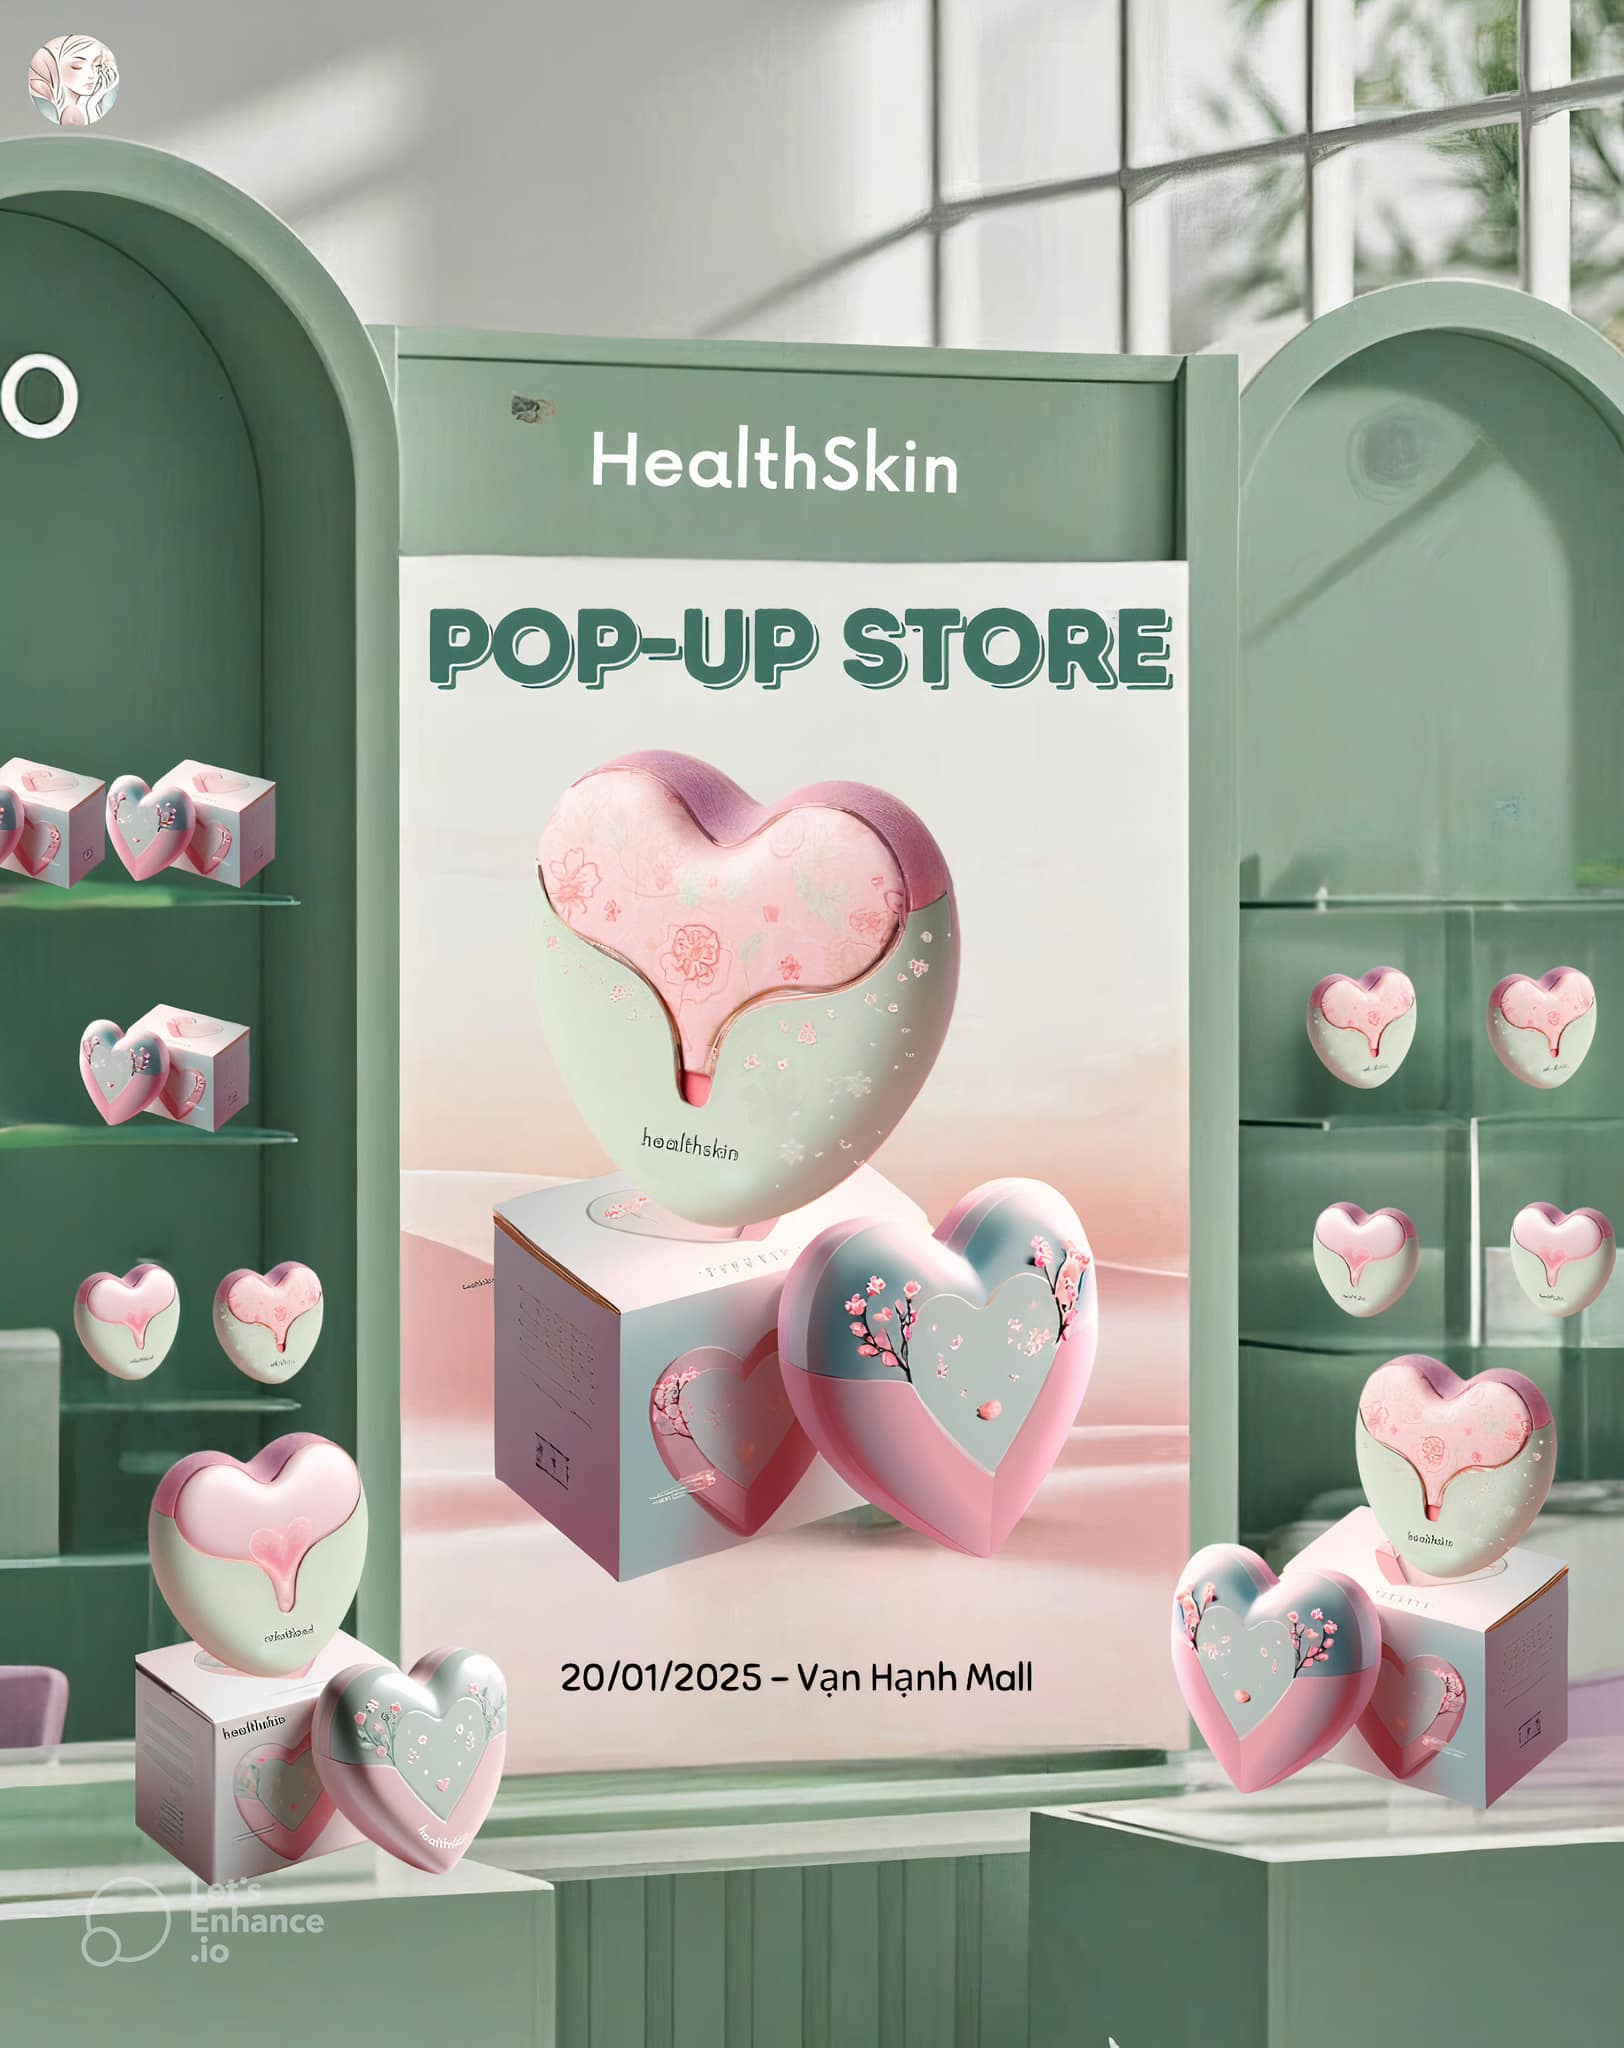 O
HealthSkin
POP-UP STORE
healthskin
20/01/2025 – Vạn Hạnh Mall
Let's
Enhance
.io